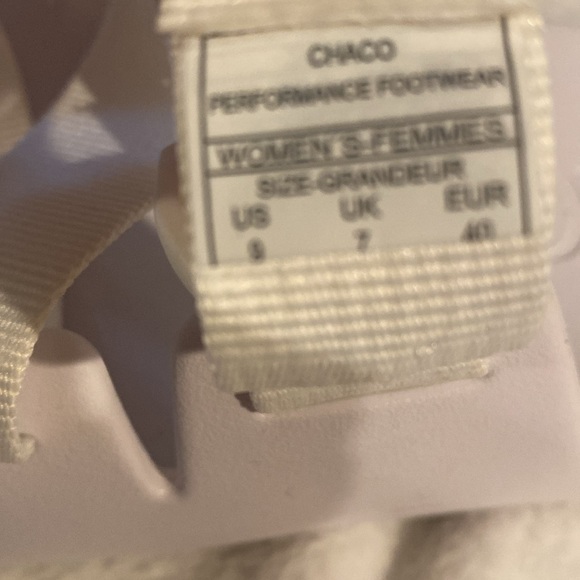 CHACO
PERFORMANCE FOOTWEAR
WOMEN'S-FEMMES
SIZE-GRANDEUR
US UK EUR
9 7 40